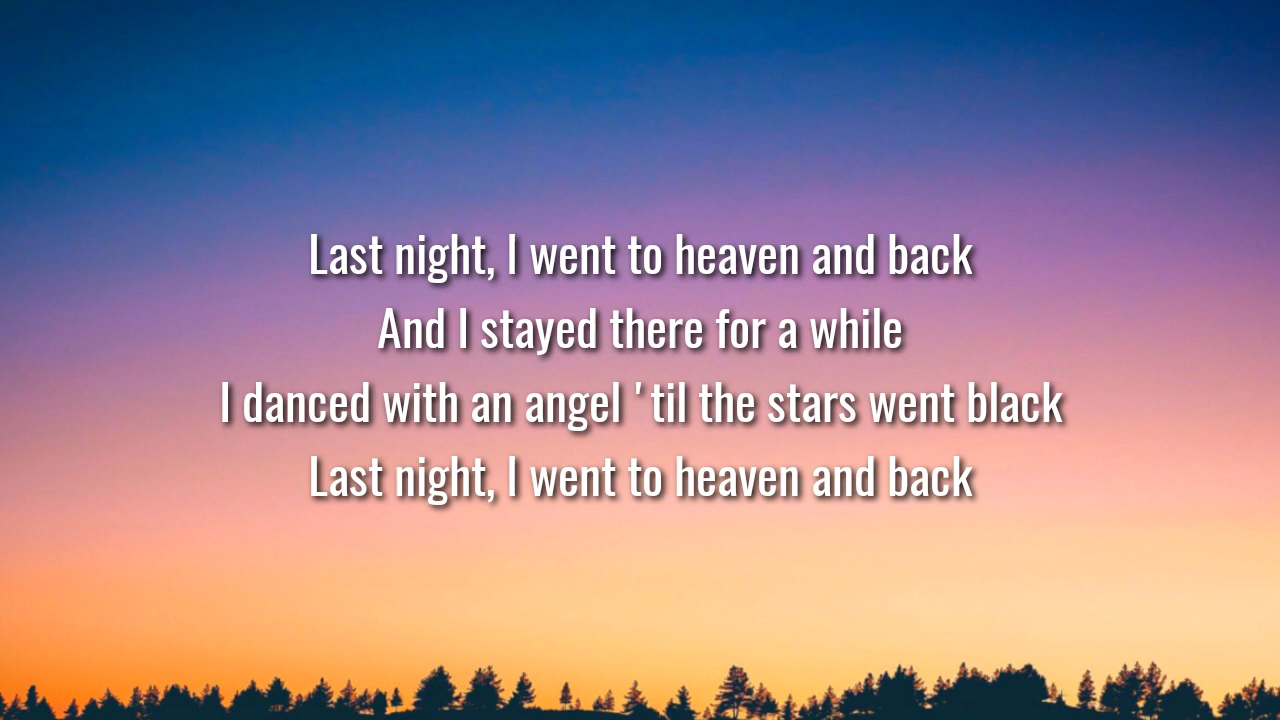 Last night, I went to heaven and back
And I stayed there for a while
I danced with an angel 'til the stars went black
Last night, I went to heaven and back